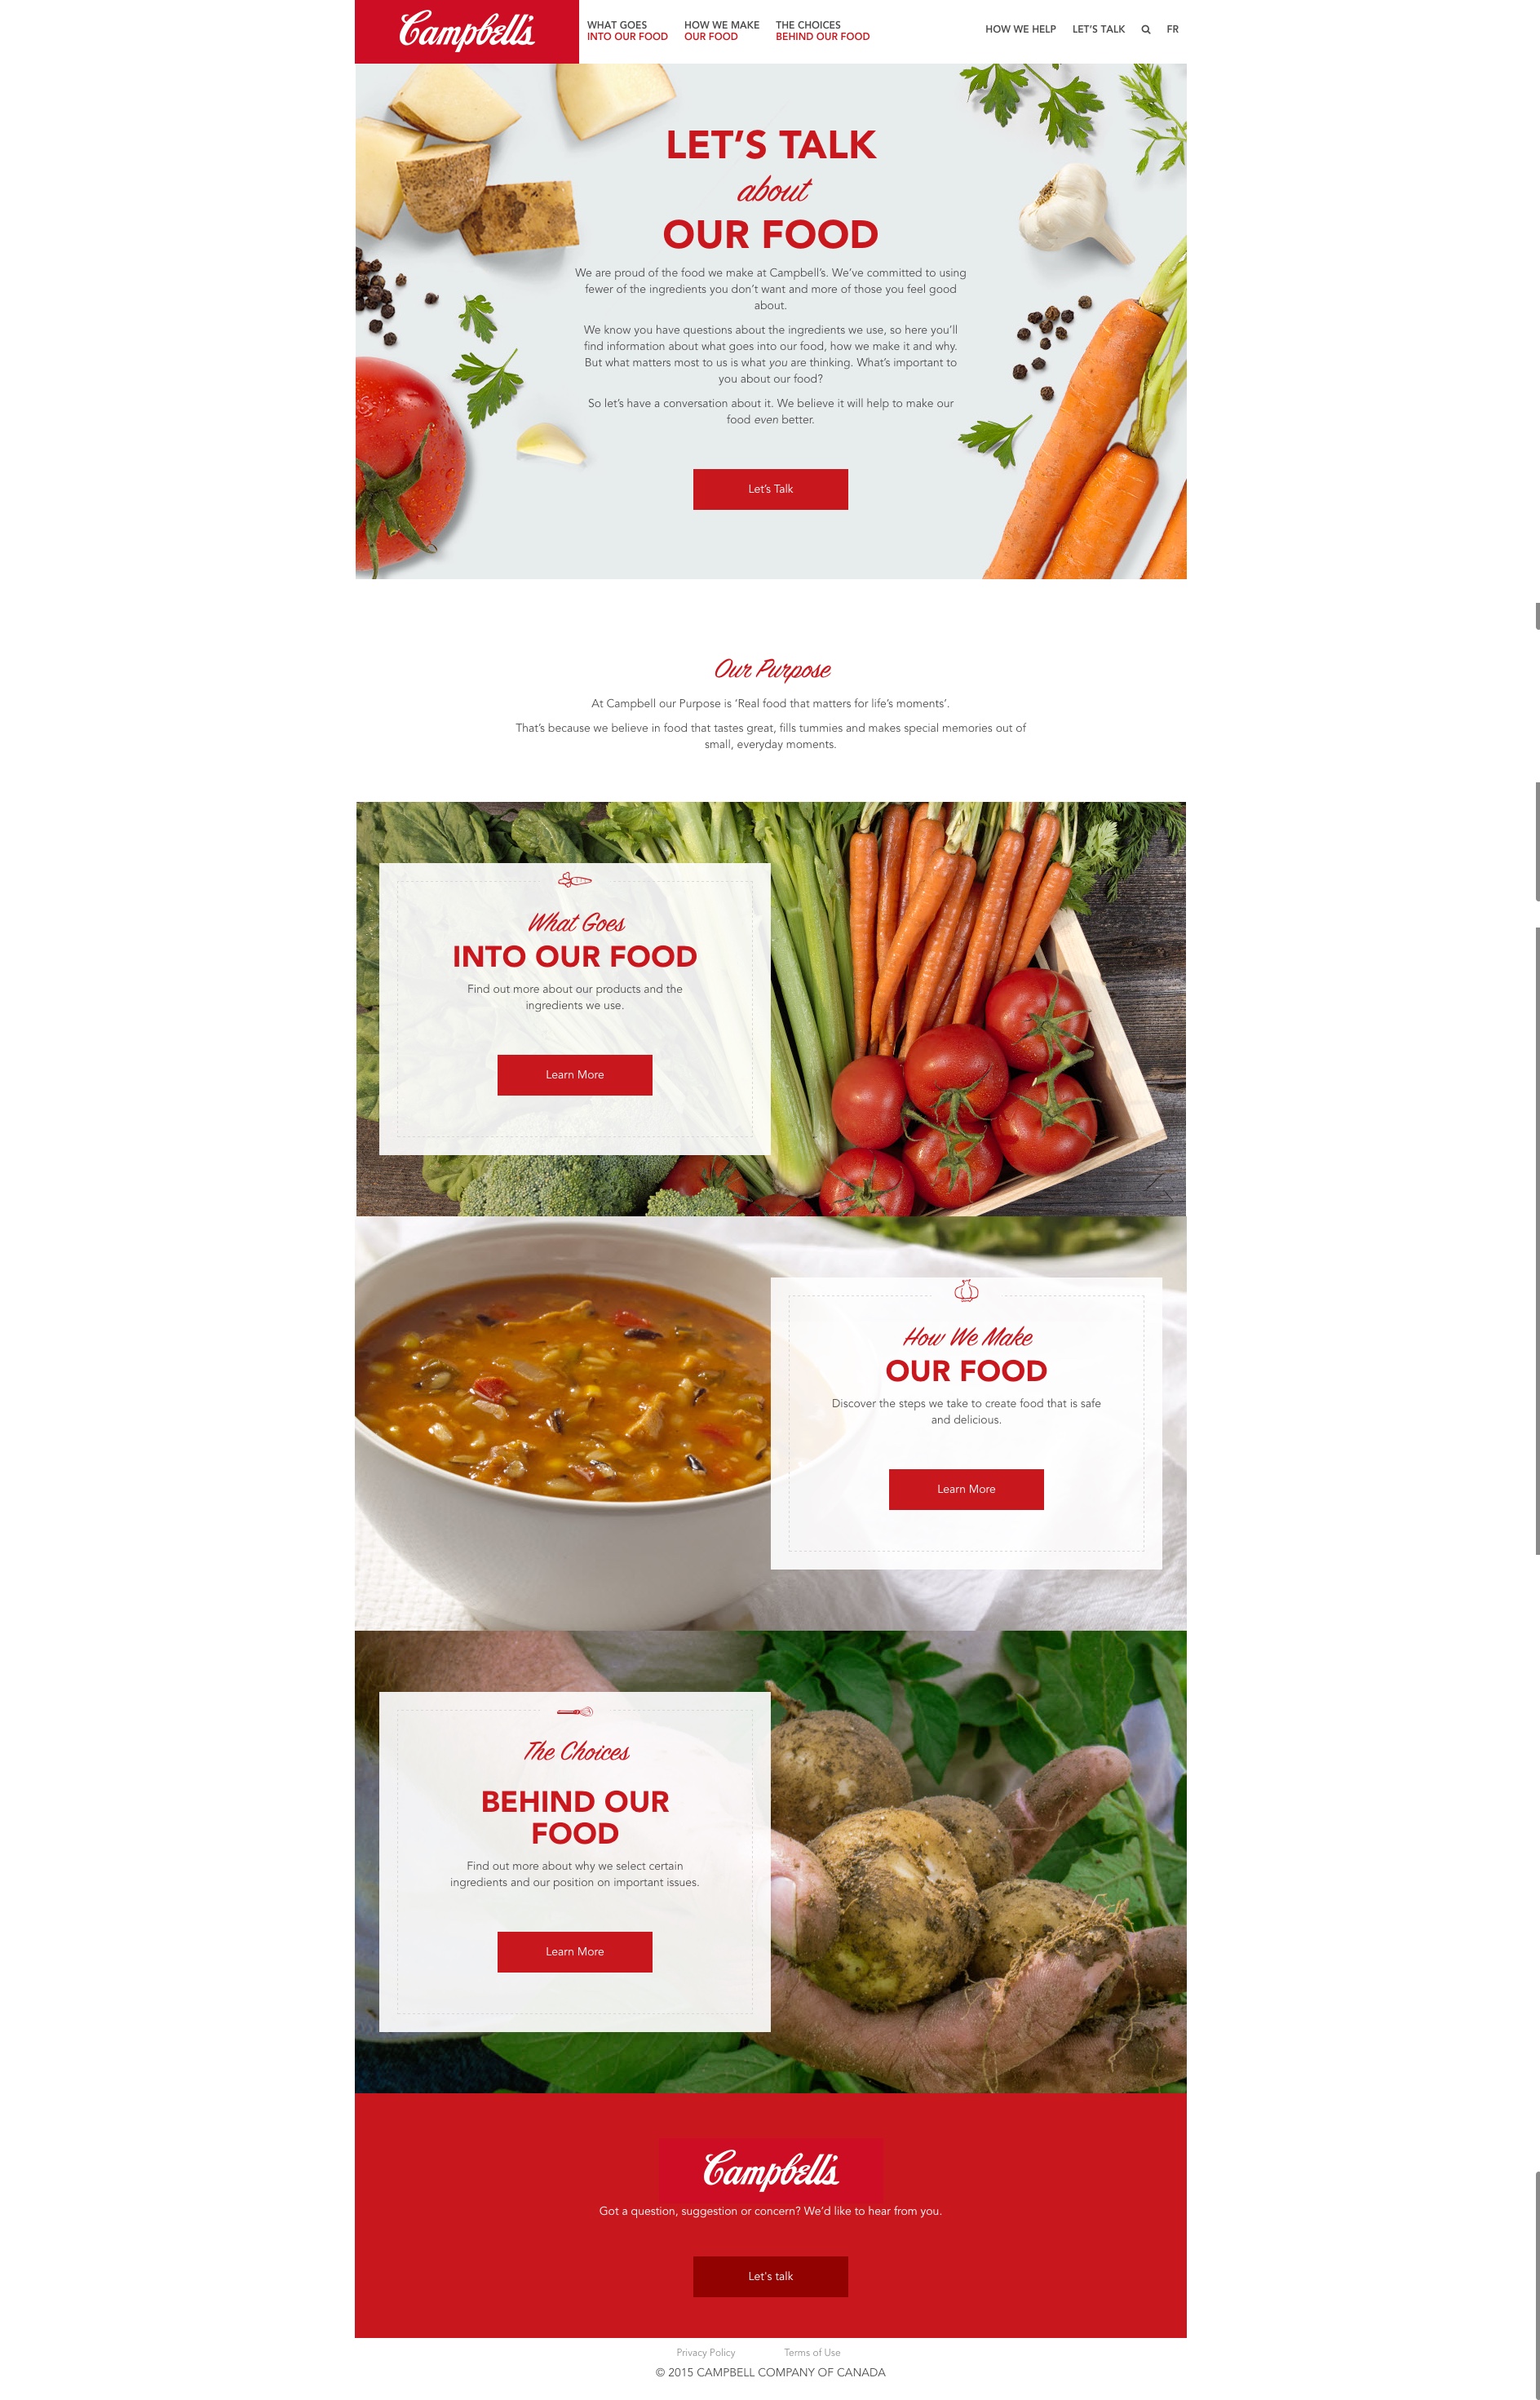 Campbell's
WHAT GOES
INTO OUR FOOD
HOW WE MAKE
OUR FOOD
THE CHOICES
BEHIND OUR FOOD
HOW WE HELP
LET'S TALK
FR
LET'S TALK
about
OUR FOOD
We are proud of the food we make at Campbell's. We've committed to using
fewer of the ingredients you don't want and more of those you feel good
about.
We know you have questions about the ingredients we use, so here you'll
find information about what goes into our food, how we make it and why.
But what matters most to us is what you are thinking. What's important to
you about our food?
So let's have a conversation about it. We believe it will help to make our
food even better.
Let's Talk
Our Purpose
At Campbell our Purpose is 'Real food that matters for life's moments'.
That's because we believe in food that tastes great, fills tummies and makes special memories out of
small, everyday moments.
What Goes
INTO OUR FOOD
Find out more about our products and the
ingredients we use.
Learn More
How We Make
OUR FOOD
Discover the steps we take to create food that is safe
and delicious.
Learn More
The Choices
BEHIND OUR
FOOD
Find out more about why we select certain
ingredients and our position on important issues.
Learn More
Campbell's
Got a question, suggestion or concern? We'd like to hear from you.
Let's talk
Privacy Policy
Terms of Use
© 2015 CAMPBELL COMPANY OF CANADA